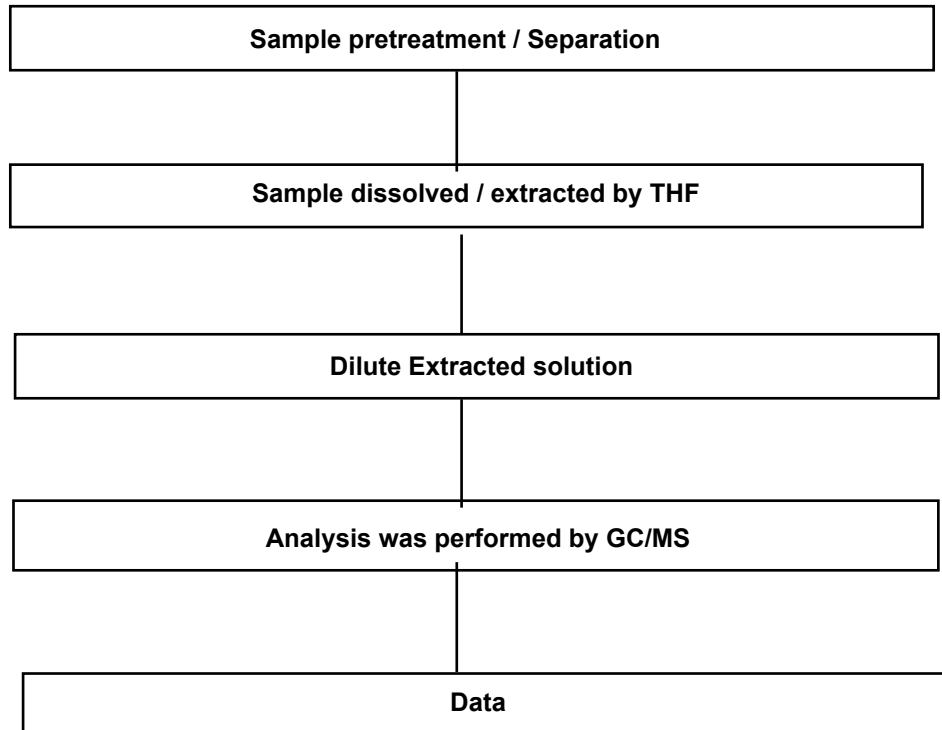 Sample pretreatment / Separation
Sample dissolved / extracted by THF
Dilute Extracted solution
Analysis was performed by GC/MS
Data